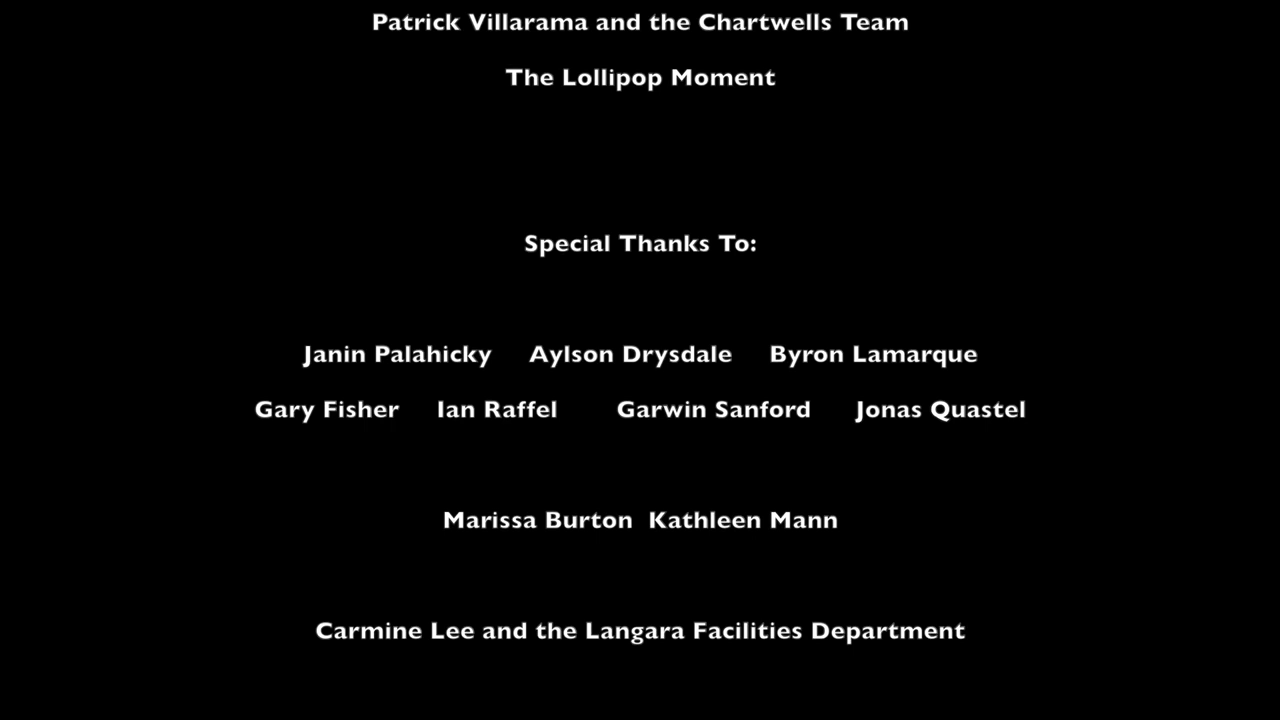 Patrick Villarama and the Chartwells Team
The Lollipop Moment
Special Thanks To:
Janin Palahicky Aylson Drysdale Byron Lamarque
Gary Fisher Ian Raffel Garwin Sanford Jonas Quastel
Marissa Burton Kathleen Mann
Carmine Lee and the Langara Facilities Department